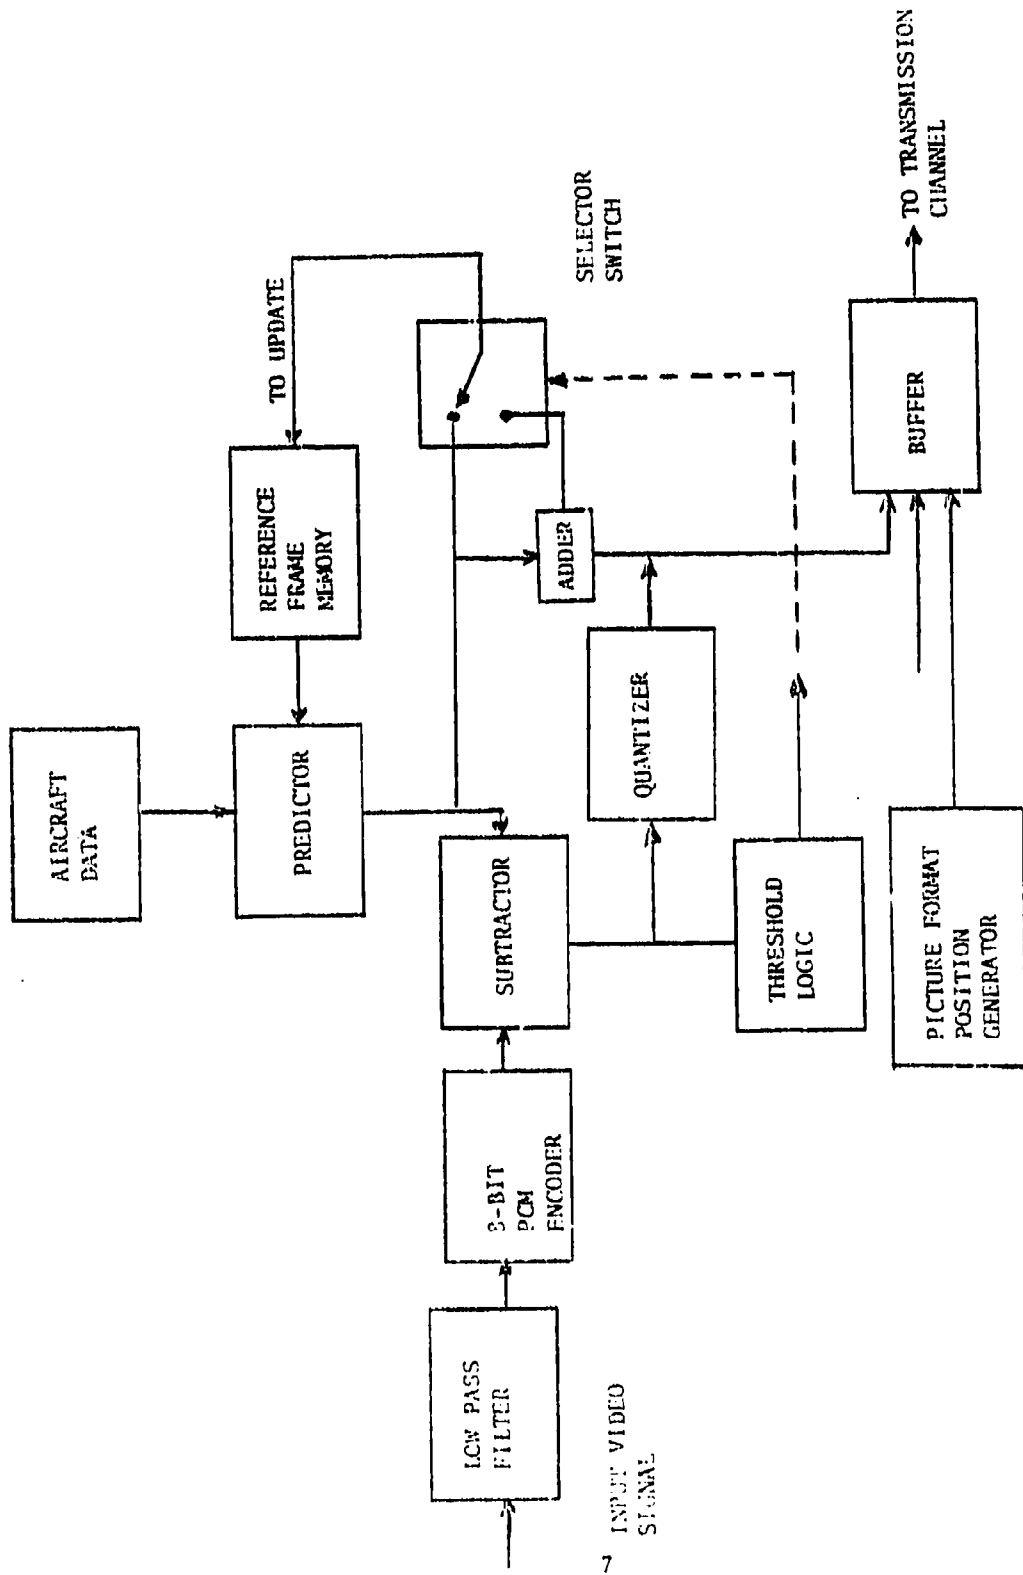 AIRCRAFT
DATA
PREDICTOR
REFERENCE
FRAME
MEMORY
TO UPDATE
LOW PASS
FILTER
8-BIT
PCM
ENCODER
SUBTRACTOR
ADDER
SELECTOR
SWITCH
INPUT VIDEO
SIGNAL
QUANTIZER
THRESHOLD
LOGIC
PICTURE FORMAT
POSITION
GENERATOR
BUFFER
TO TRANSMISSION
CHANNEL
7